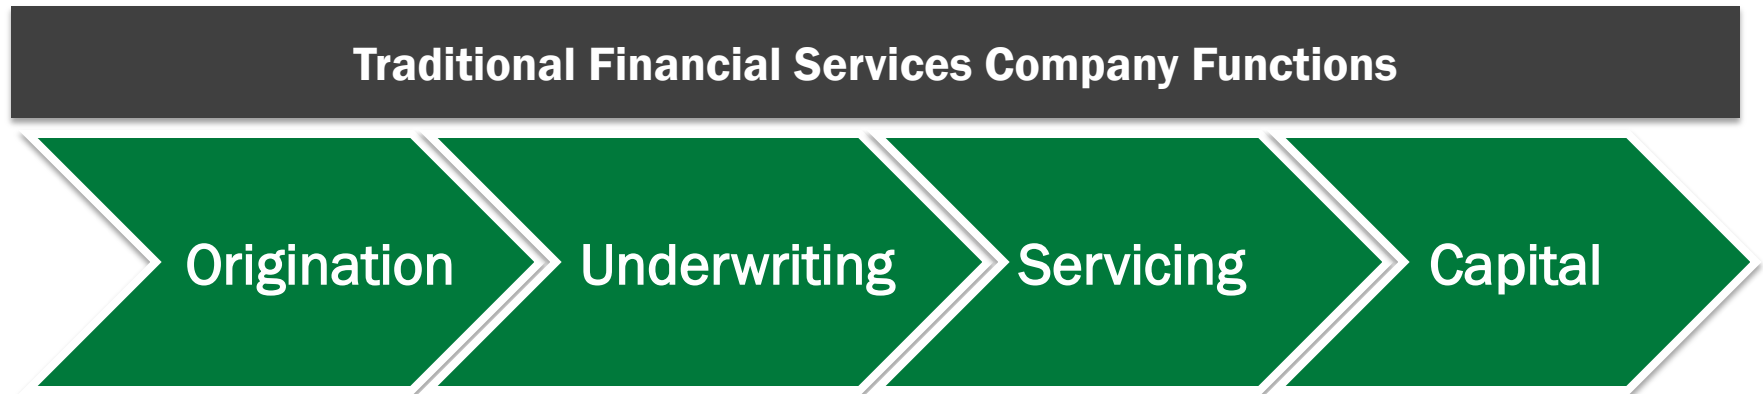 Traditional Financial Services Company Functions
Origination
Underwriting
Servicing
Capital